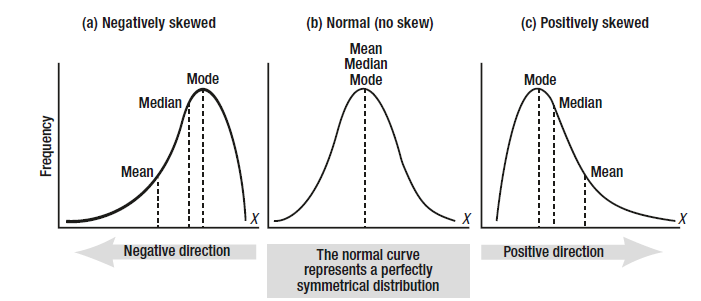 (a) Negatively skewed
(b) Normal (no skew)
(c) Positively skewed
Frequency
Mean
Median
Mode
X
Mean
Median
Mode
X
Mode
Median
Mean
X
Negative direction
The normal curve
represents a perfectly
symmetrical distribution
Positive direction